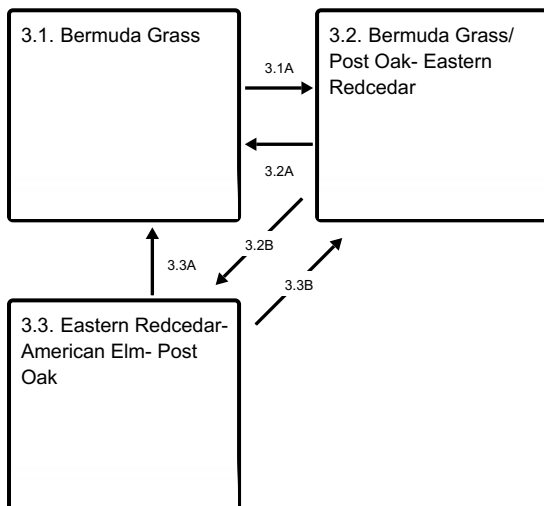 3.1. Bermuda Grass
3.2. Bermuda Grass/
Post Oak- Eastern
Redcedar
3.1A
3.2A
3.2B
3.3A
3.3B
3.3. Eastern Redcedar-
American Elm- Post
Oak